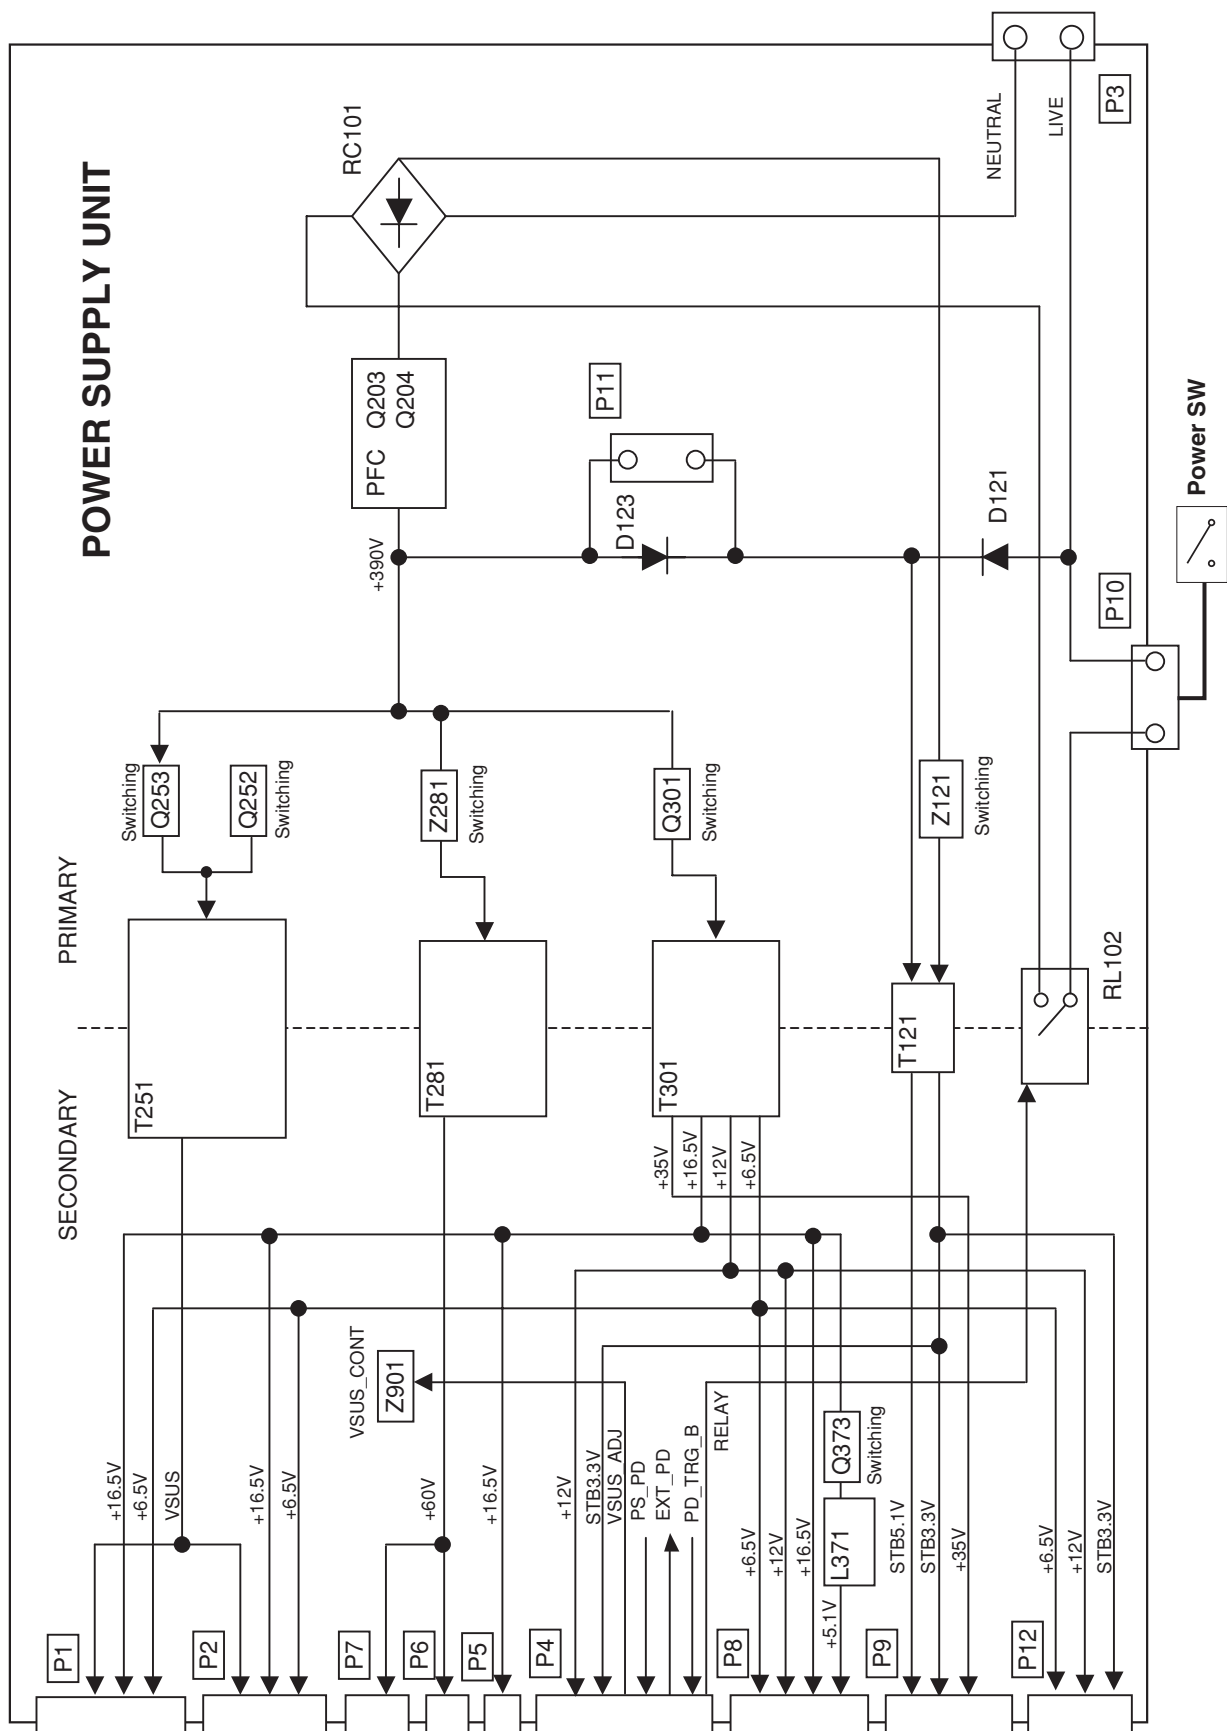 POWER SUPPLY UNIT
SECONDARY
PRIMARY
P1
+16.5V
+6.5V
VSUS
P2
+16.5V
+6.5V
T251
Switching
Q253
Q252
Switching
P7
P6
+60V
VSUS_CONT
Z901
T281
Z281
Switching
P5
+16.5V
P4
+12V
STB3.3V
VSUS_ADJ
PS_PD
EXT_PD
PD_TRG_B
RELAY
T301
+35V
+16.5V
+12V
+6.5V
Q301
Switching
+390V
PFC
Q203
Q204
RC101
P8
+6.5V
+12V
+16.5V
+5.1V
L371
Q373
Switching
D123
P11
P9
STB5.1V
STB3.3V
+35V
T121
Z121
Switching
D121
P12
+6.5V
+12V
STB3.3V
RL102
P10
NEUTRAL
LIVE
P3
Power SW